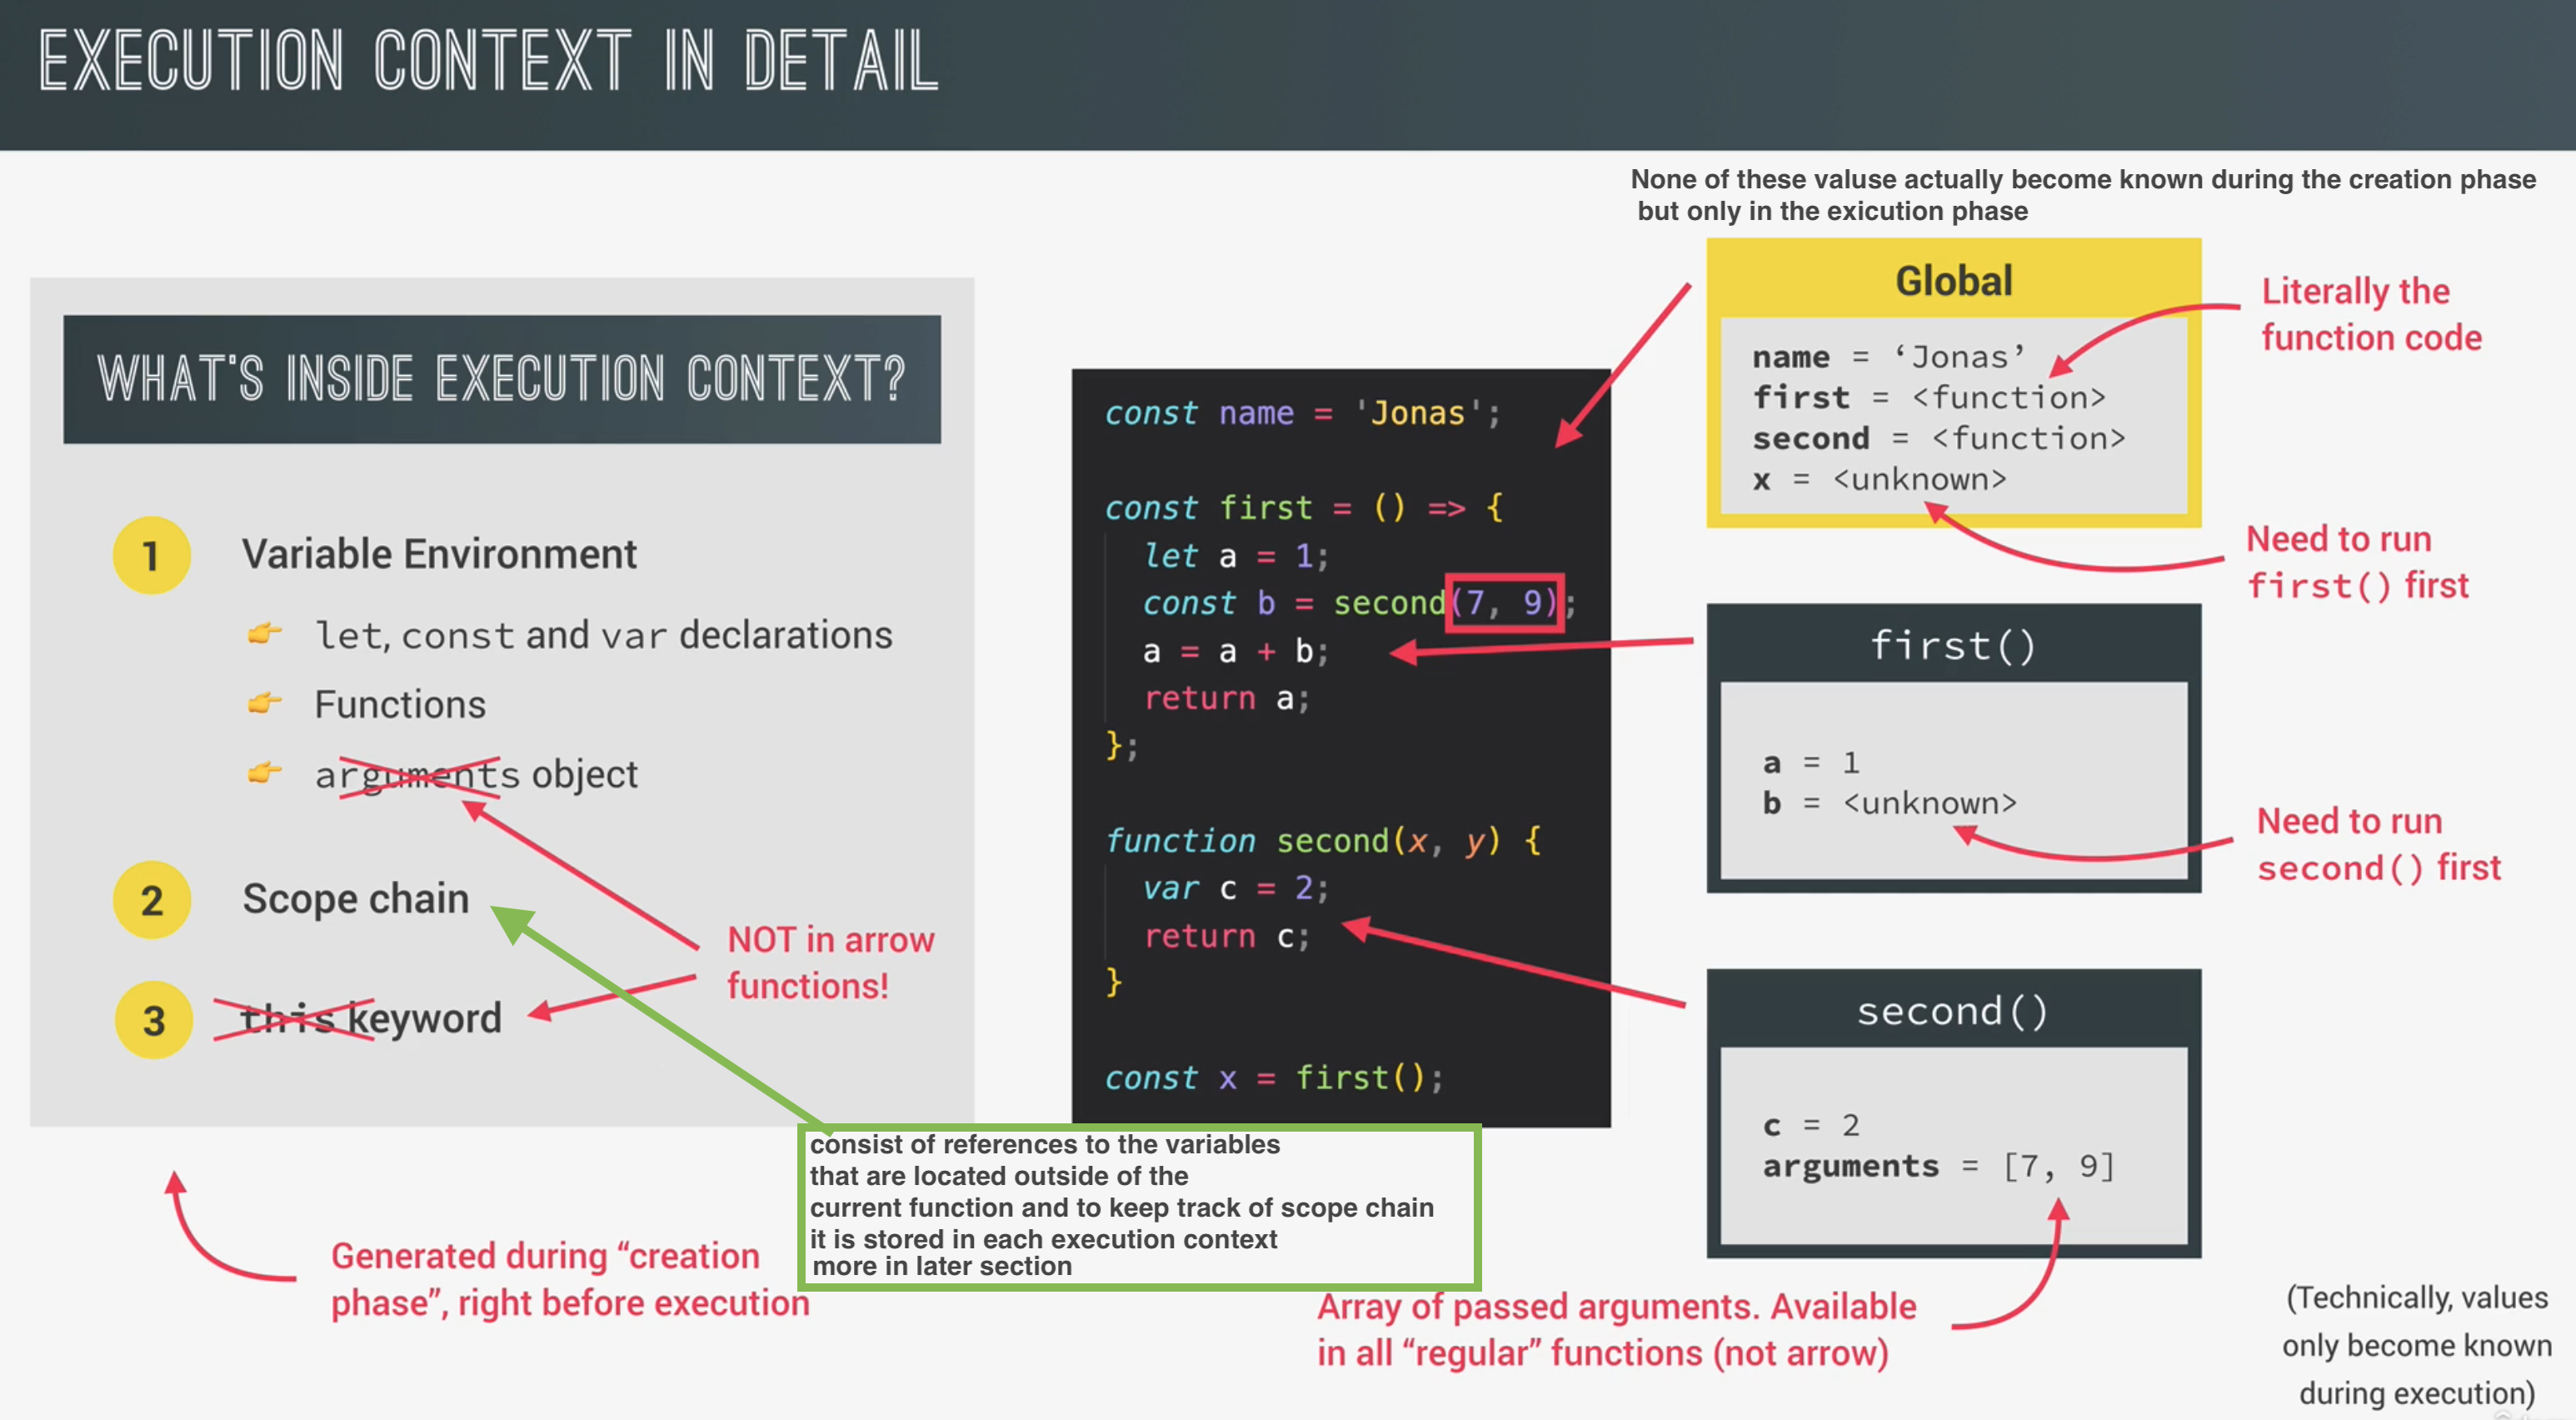 EXECUTION CONTEXT IN DETAIL
None of these valuse actually become known during the creation phase
but only in the exicution phase
WHAT'S INSIDE EXECUTION CONTEXT?
1
Variable Environment
let, const and var declarations
Functions
arguments object
2
Scope chain
3
this keyword
NOT in arrow
functions!
Generated during “creation
phase”, right before execution
consist of references to the variables
that are located outside of the
current function and to keep track of scope chain
it is stored in each execution context
more in later section
const name = 'Jonas';
const first = () => {
let a = 1;
const b = second(7, 9);
a = a + b;
return a;
};
function second(x, y) {
var c = 2;
return c;
}
const x = first();
Global
name = ‘Jonas’
first = <function>
second = <function>
x = <unknown>
Literally the
function code
Need to run
first() first
first()
a = 1
b = <unknown>
Need to run
second() first
second()
c = 2
arguments = [7, 9]
Array of passed arguments. Available
in all “regular” functions (not arrow)
(Technically, values
only become known
during execution)